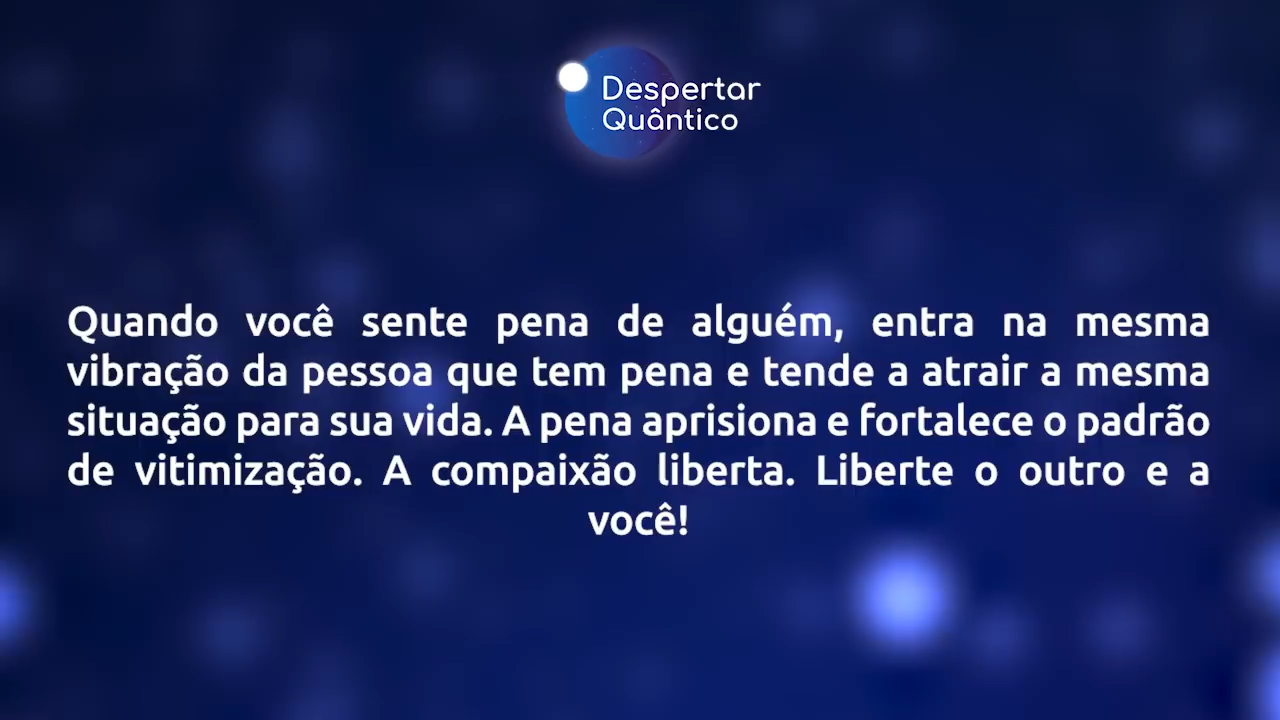 Despertar
Quântico
Quando você sente pena de alguém, entra na mesma
vibração da pessoa que tem pena e tende a atrair a mesma
situação para sua vida. A pena aprisiona e fortalece o padrão
de vitimização. A compaixão liberta. Liberte o outro e a
você!